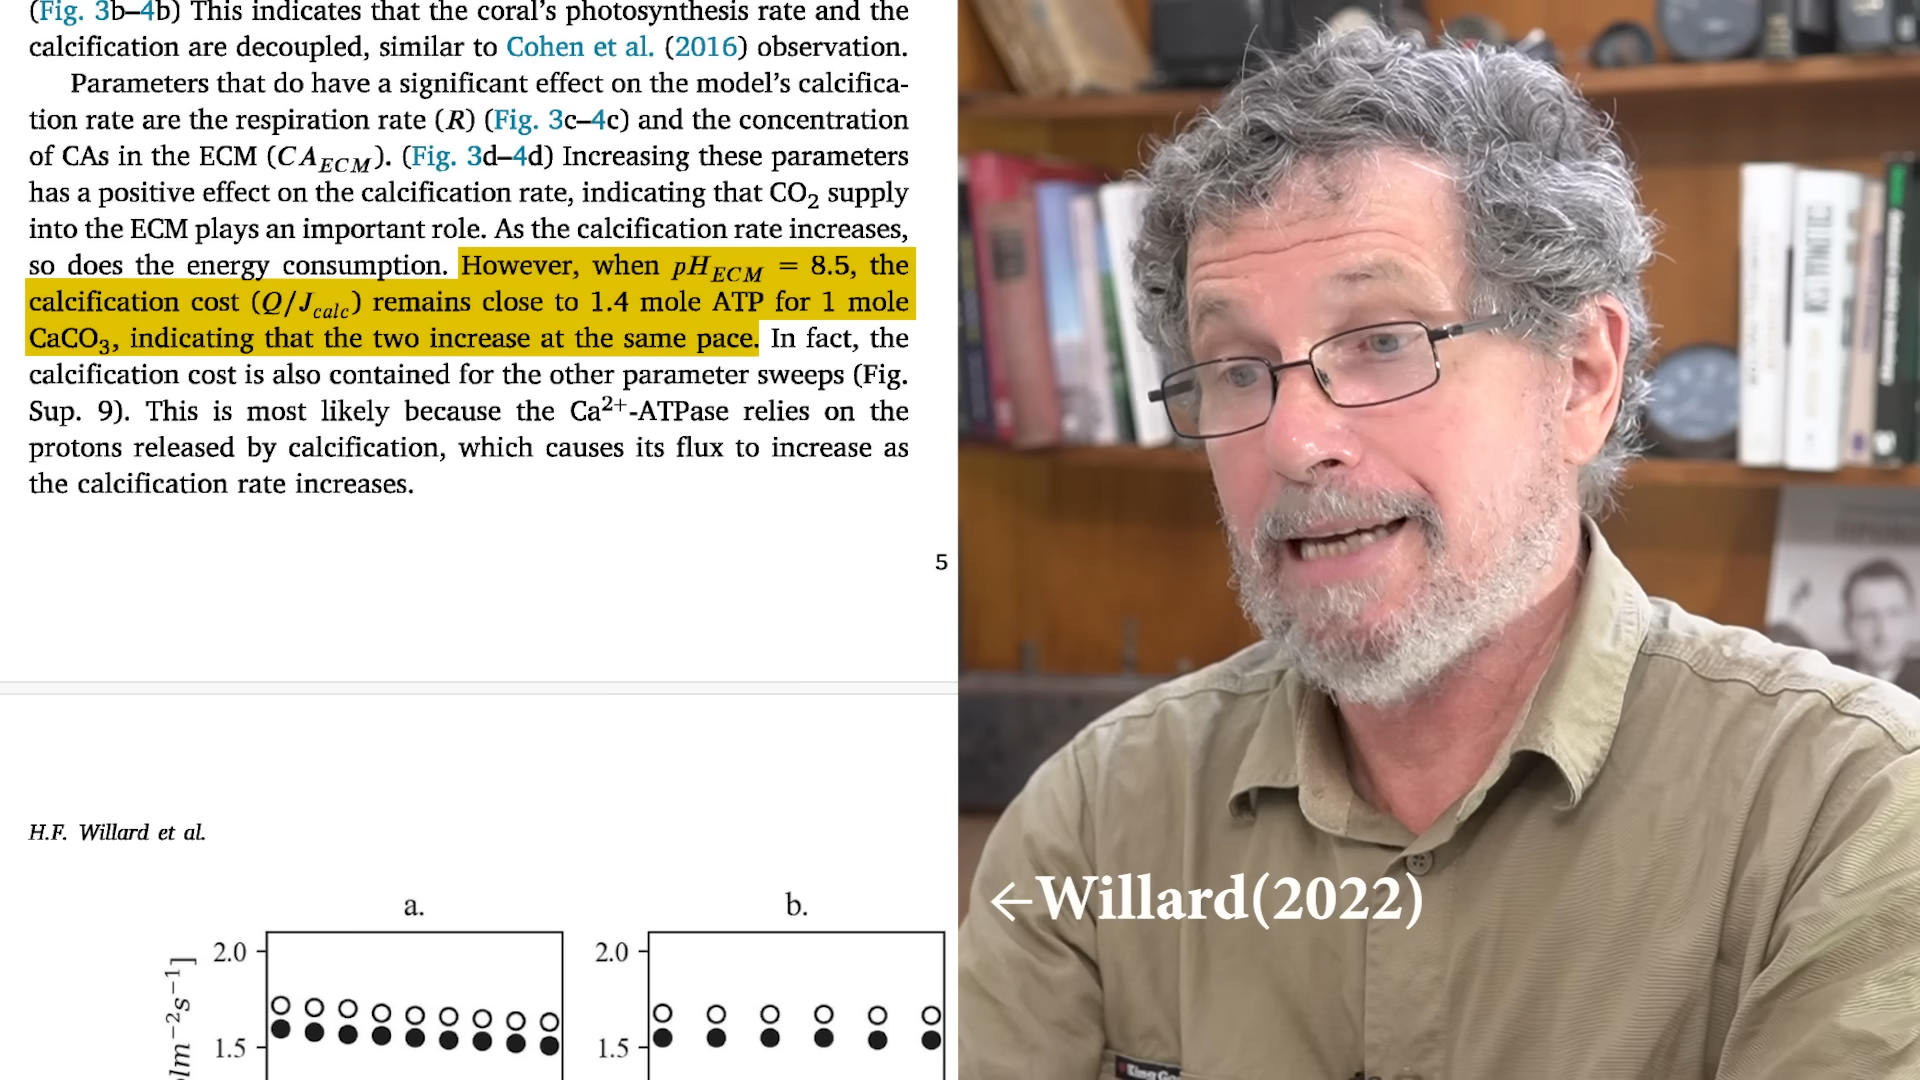 (Fig. 3b–4b) This indicates that the coral's photosynthesis rate and the
calcification are decoupled, similar to Cohen et al. (2016) observation.
Parameters that do have a significant effect on the model's calcifica-
tion rate are the respiration rate (R) (Fig. 3c–4c) and the concentration
of CAs in the ECM (CA_ECM). (Fig. 3d–4d) Increasing these parameters
has a positive effect on the calcification rate, indicating that CO₂ supply
into the ECM plays an important role. As the calcification rate increases,
so does the energy consumption. However, when pH_ECM = 8.5, the
calcification cost (Q/J_calc) remains close to 1.4 mole ATP for 1 mole
CaCO₃, indicating that the two increase at the same pace. In fact, the
calcification cost is also contained for the other parameter sweeps (Fig.
Sup. 9). This is most likely because the Ca²⁺-ATPase relies on the
protons released by calcification, which causes its flux to increase as
the calcification rate increases.
5
H.F. Willard et al.
a.
b.
2.0
1.5
2.0
1.5
lm⁻²s⁻¹]
←Willard(2022)